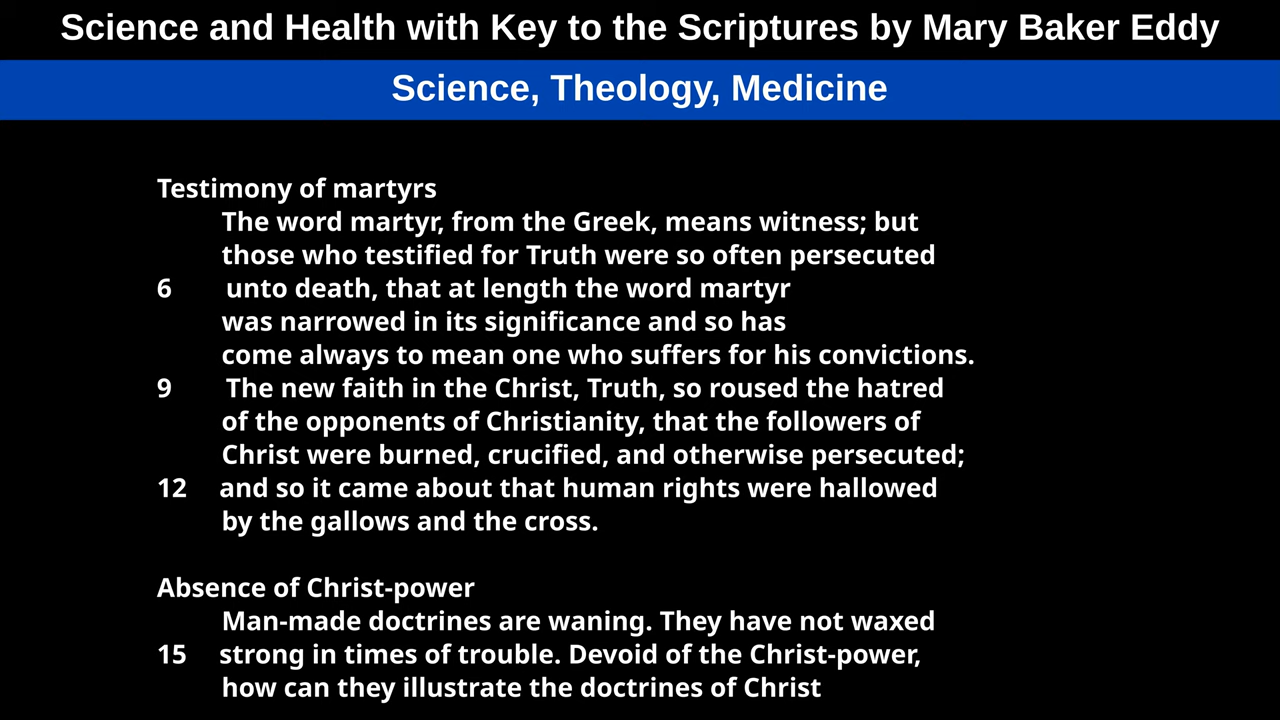 Science and Health with Key to the Scriptures by Mary Baker Eddy
Science, Theology, Medicine
Testimony of martyrs
The word martyr, from the Greek, means witness; but
those who testified for Truth were so often persecuted
6 unto death, that at length the word martyr
was narrowed in its significance and so has
come always to mean one who suffers for his convictions.
9 The new faith in the Christ, Truth, so roused the hatred
of the opponents of Christianity, that the followers of
Christ were burned, crucified, and otherwise persecuted;
12 and so it came about that human rights were hallowed
by the gallows and the cross.
Absence of Christ-power
Man-made doctrines are waning. They have not waxed
15 strong in times of trouble. Devoid of the Christ-power,
how can they illustrate the doctrines of Christ